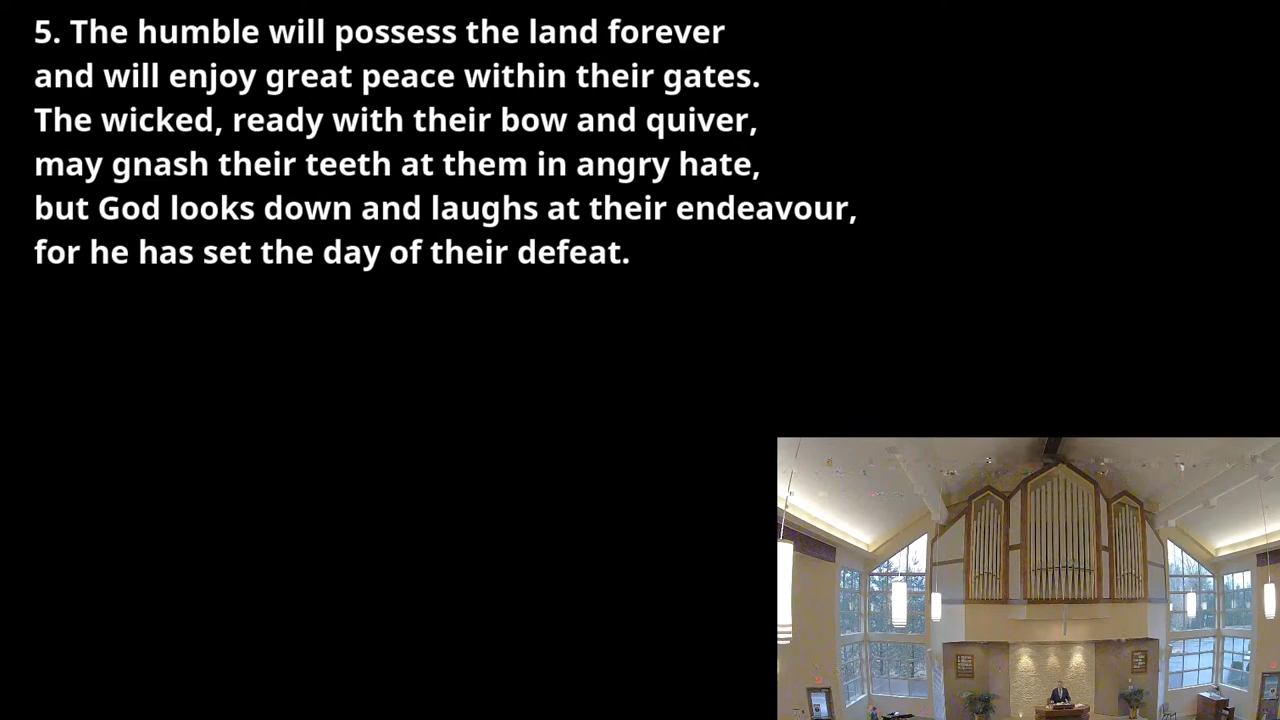 5. The humble will possess the land forever
and will enjoy great peace within their gates.
The wicked, ready with their bow and quiver,
may gnash their teeth at them in angry hate,
but God looks down and laughs at their endeavour,
for he has set the day of their defeat.